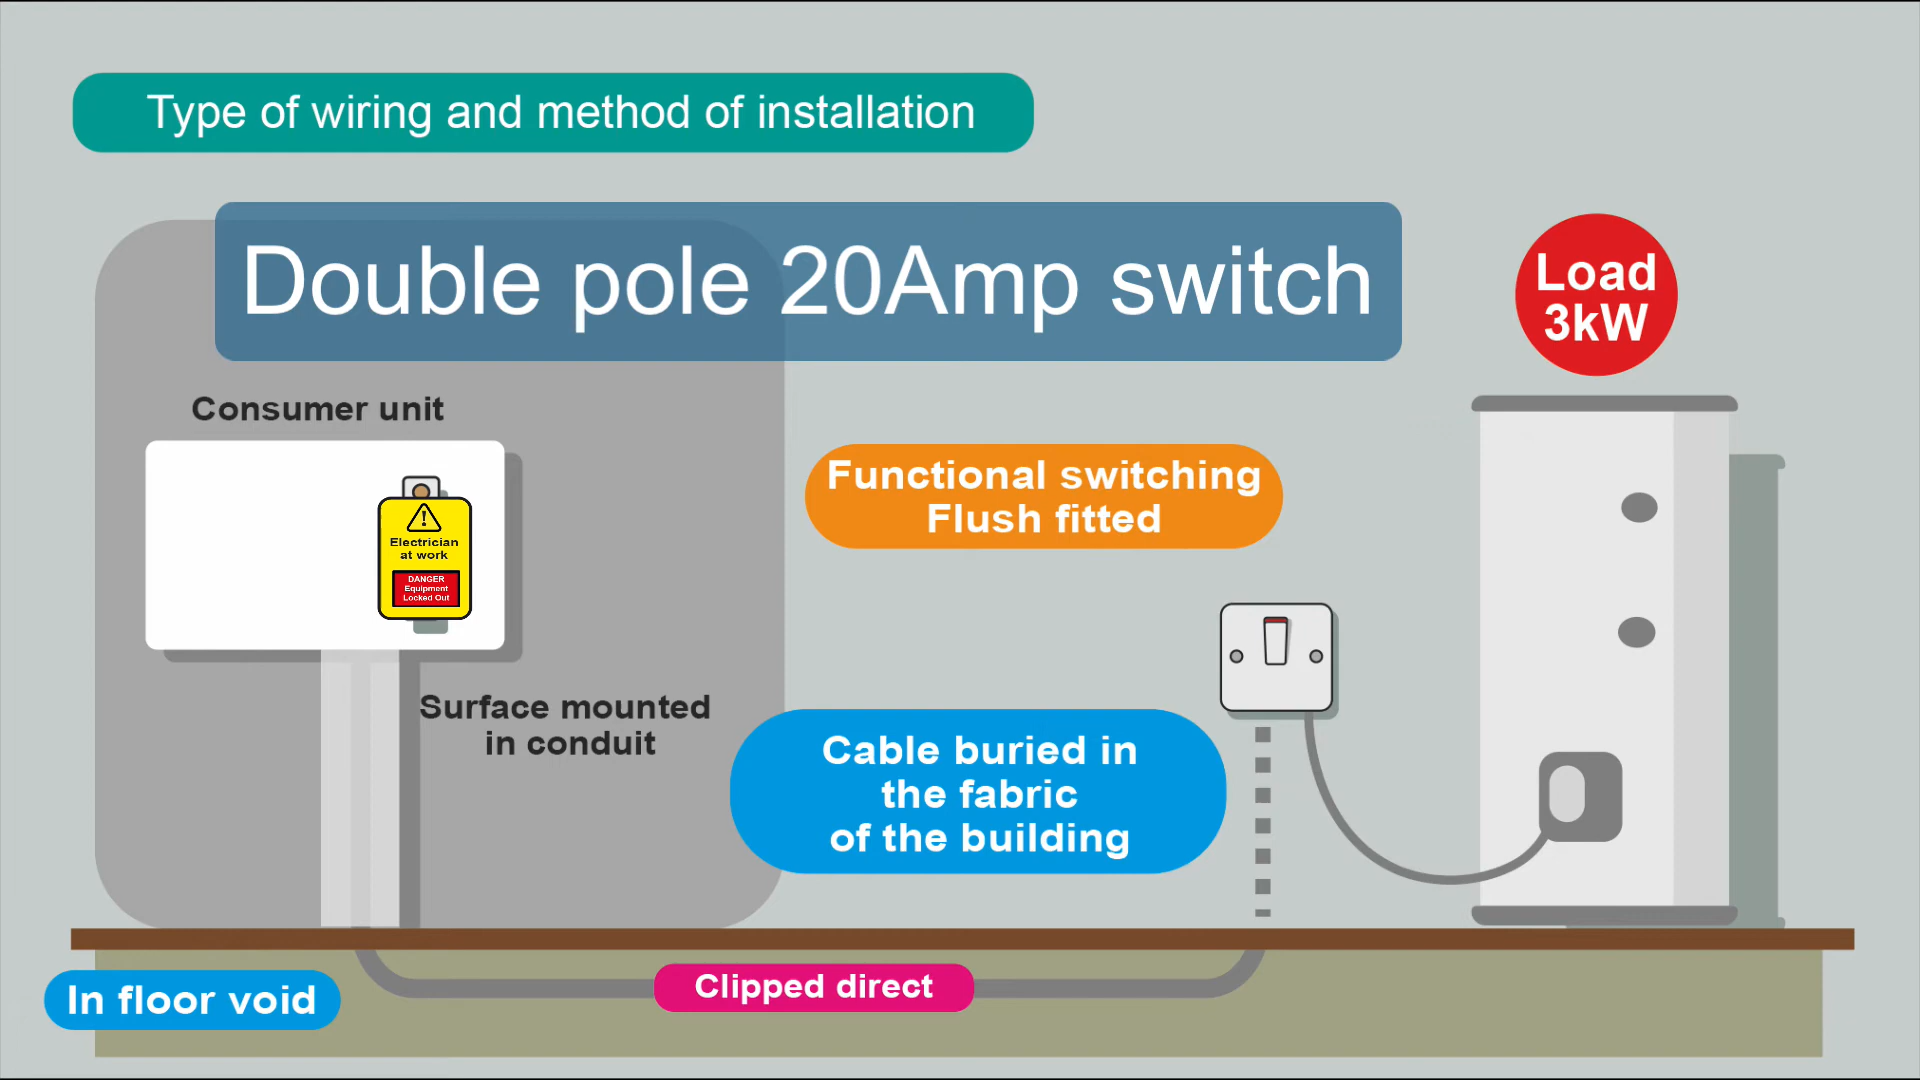 Type of wiring and method of installation
Double pole 20Amp switch
Load
3kW
Consumer unit
Functional switching
Flush fitted
!
Electrician
at work
DANGER
Equipment
Locked Out
Surface mounted
in conduit
Cable buried in
the fabric
of the building
Clipped direct
In floor void